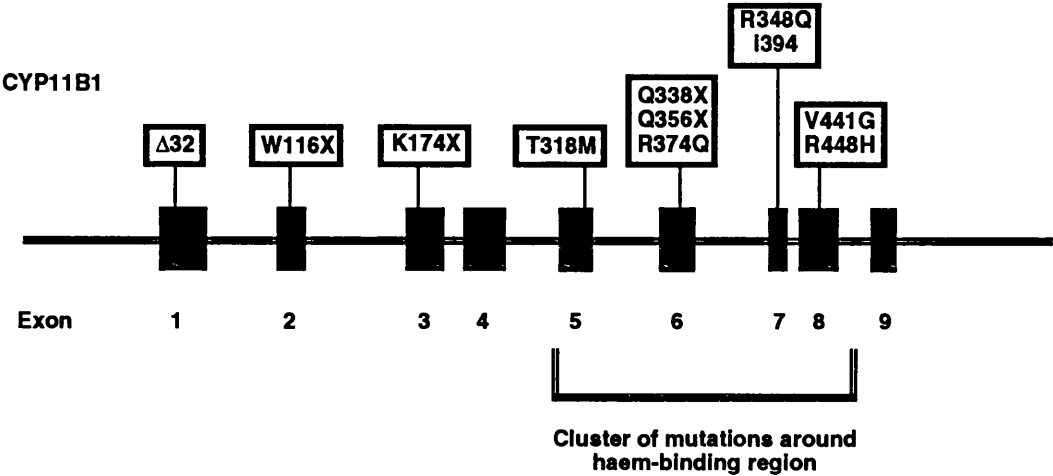 R348Q
i394
CYP11B1
Q338X
Q356X
R374Q
V441G
R448H
Δ32
W116X
K174X
T318M
Exon 1 2 3 4 5 6 7 8 9
Cluster of mutations around
haem-binding region